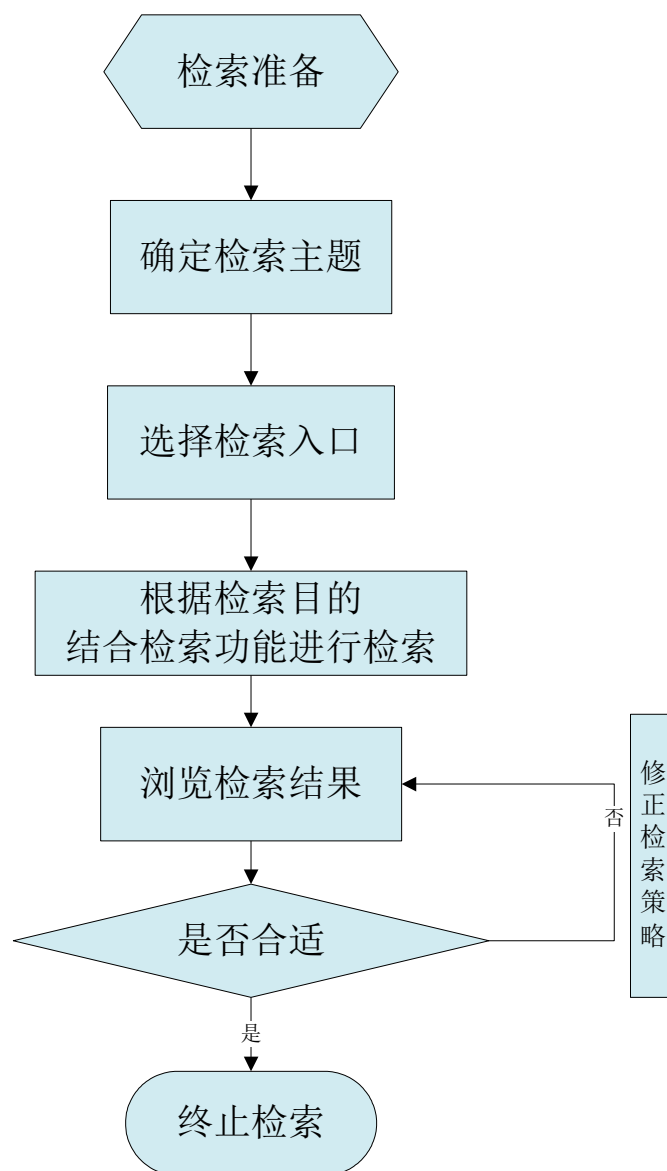 检索准备
确定检索主题
选择检索入口
根据检索目的
结合检索功能进行检索
浏览检索结果
修正检索策略
否
是否合适
是
终止检索